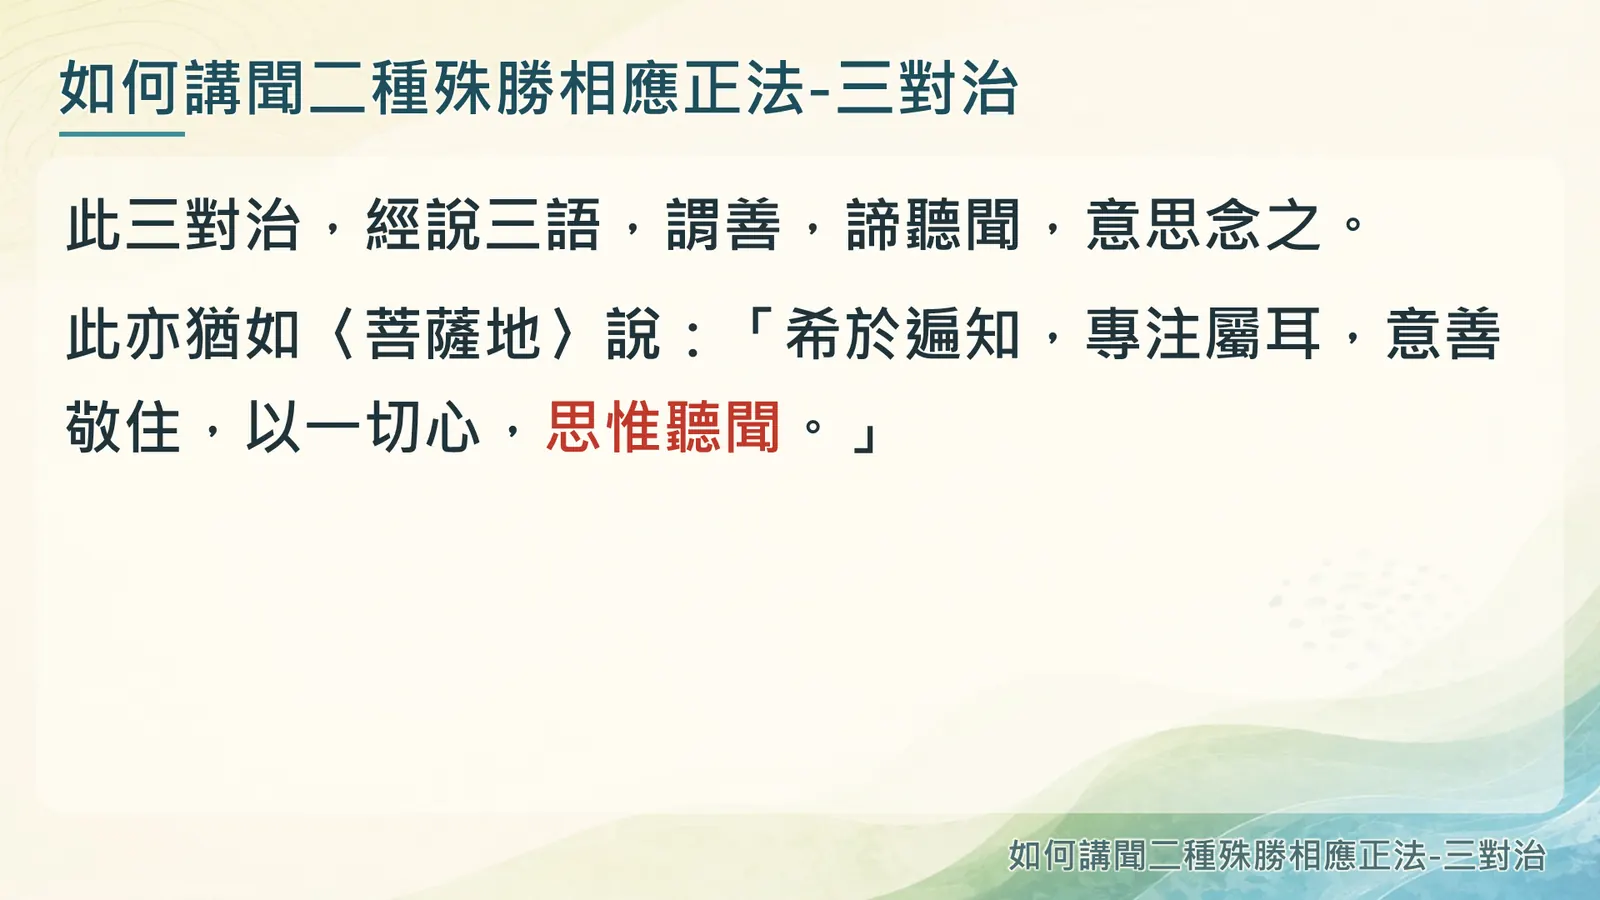 如何講聞二種殊勝相應正法-三對治
此三對治，經說三語，謂善，諦聽聞，意思念之。
此亦猶如〈菩薩地〉說：「希於遍知，專注屬耳，意善
敬住，以一切心，思惟聽聞。」
如何講聞二種殊勝相應正法-三對治